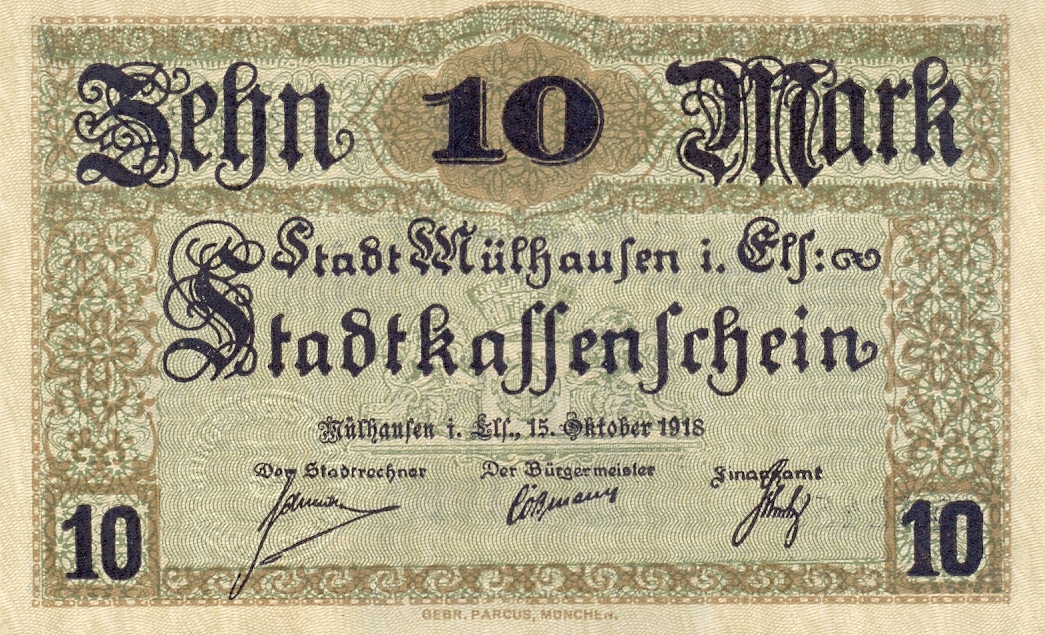 Zehn 10 Mark
Stadt Mülhausen i. Els:
Stadtkassenschein
Mülhausen i. Els., 15. Oktober 1918
Der Stadtrechner Der Bürgermeister Finanzamt
10 10
GEBR. PARCUS, MÜNCHEN.